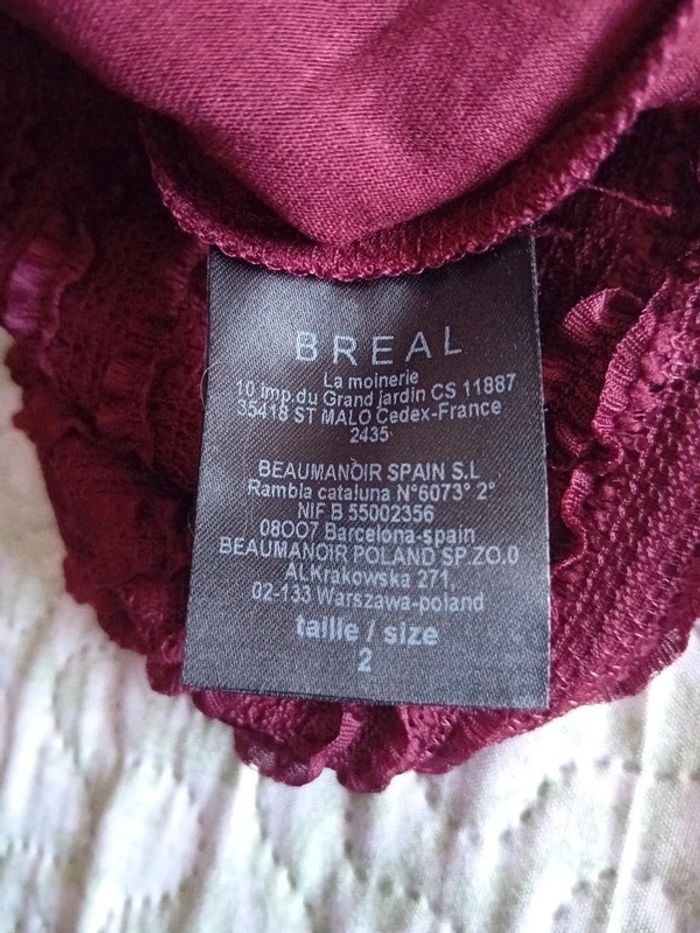 BREAL
La moinerie
10 imp.du Grand jardin CS 11887
35418 ST MALO Cedex-France
2435
BEAUMANOIR SPAIN S.L
Rambla cataluna N°6073° 2°
NIF B 55002356
08007 Barcelona-spain
BEAUMANOIR POLAND SP.ZO.0
ALKrakowska 271,
02-133 Warszawa-poland
taille / size
2